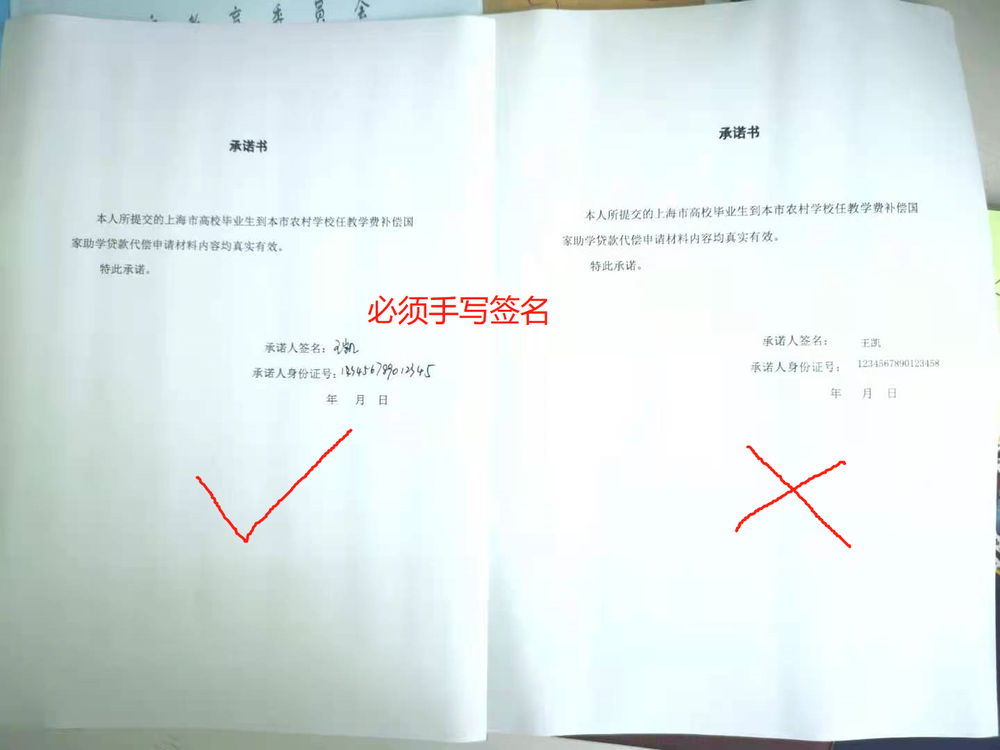 育委员会
承诺书
本人所提交的上海市高校毕业生到本市农村学校任教学费补偿国
家助学贷款代偿申请材料内容均真实有效。
特此承诺。
承诺人签名：王凯
承诺人身份证号：123456789012345
年 月 日
必须手写签名
承诺书
本人所提交的上海市高校毕业生到本市农村学校任教学费补偿国
家助学贷款代偿申请材料内容均真实有效。
特此承诺。
承诺人签名： 王凯
承诺人身份证号： 1234567890123458
年 月 日